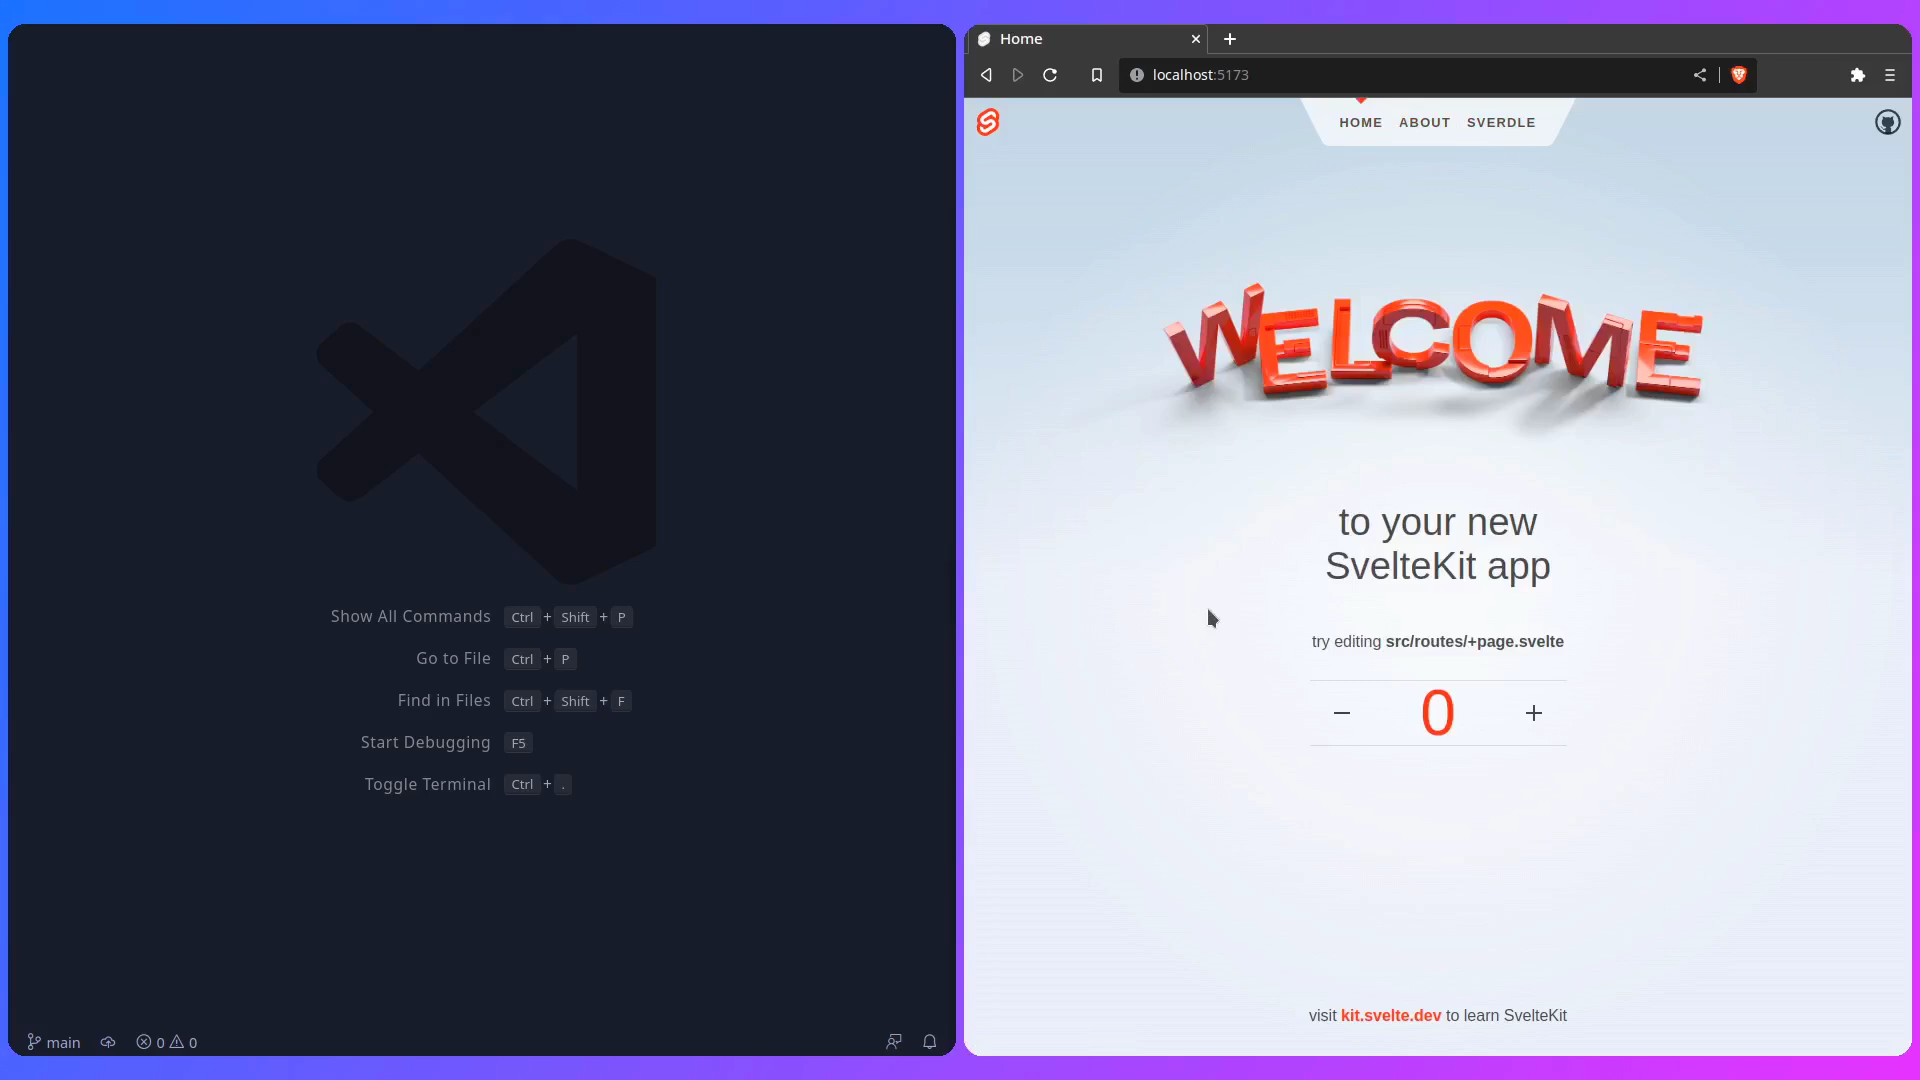 Show All Commands Ctrl + Shift + P
Go to File Ctrl + P
Find in Files Ctrl + Shift + F
Start Debugging F5
Toggle Terminal Ctrl + .
main 0 0
Home
localhost:5173
HOME ABOUT SVERDLE
WELCOME
to your new
SvelteKit app
try editing src/routes/+page.svelte
− 0 +
visit kit.svelte.dev to learn SvelteKit